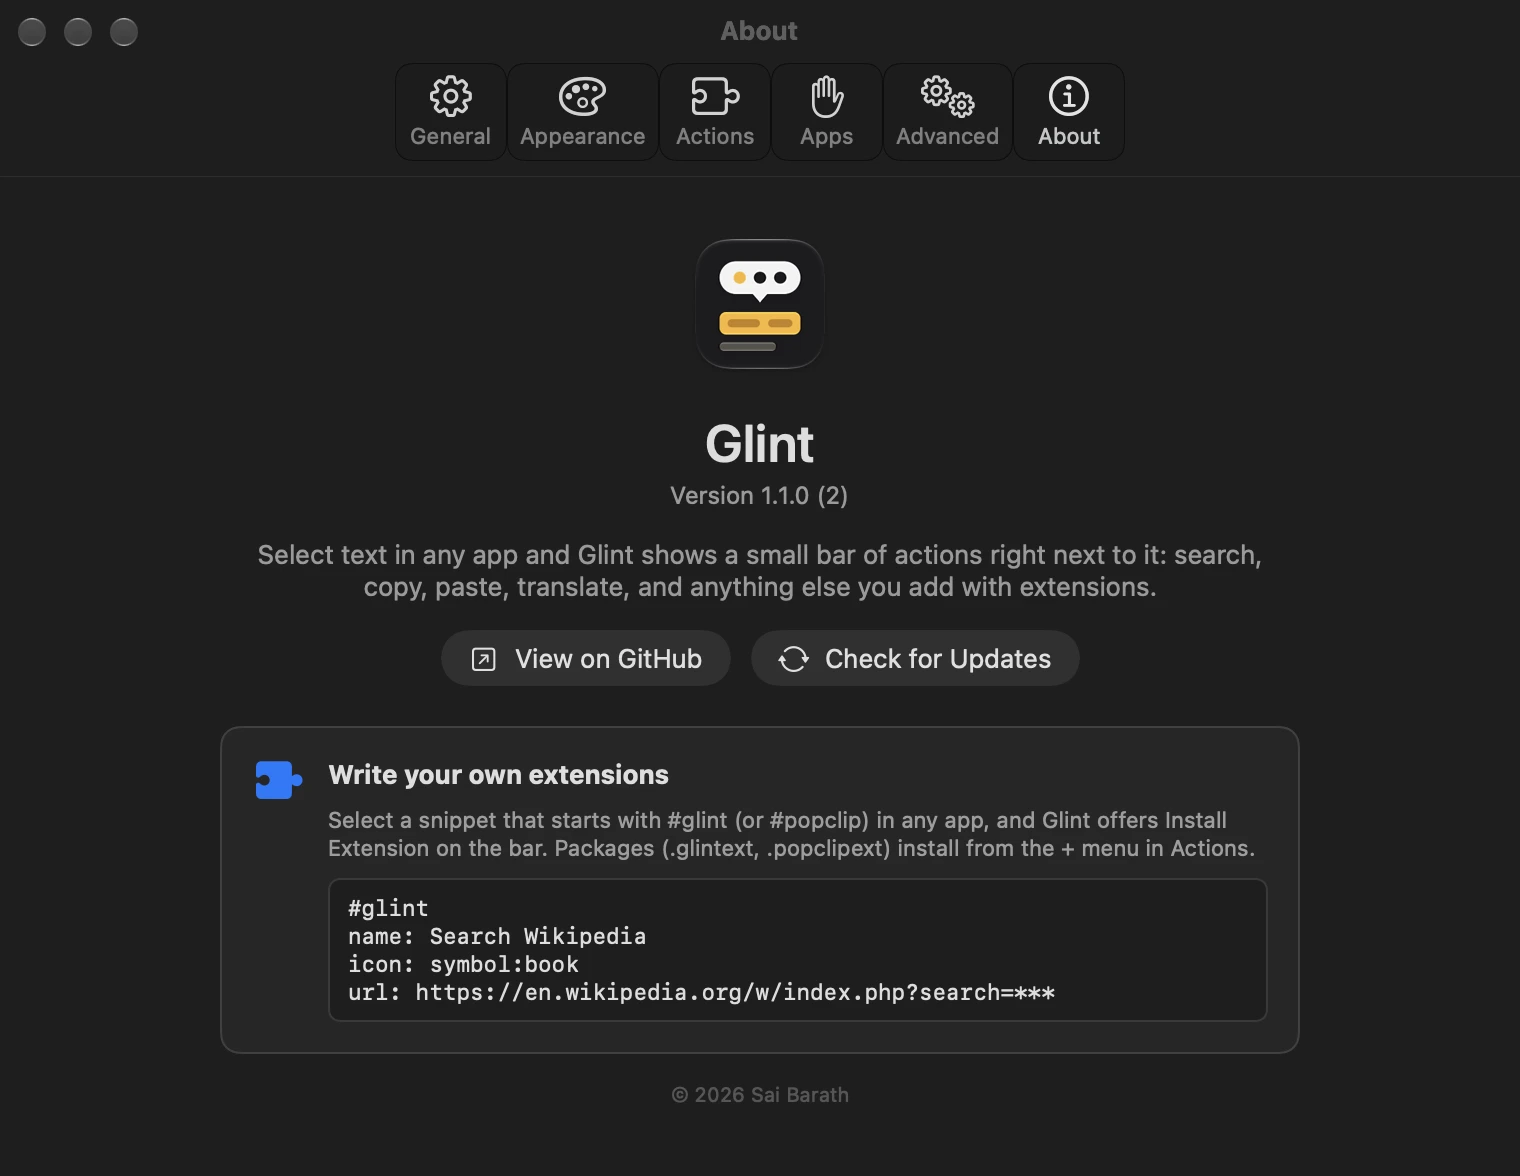 About
General
Appearance
Actions
Apps
Advanced
About
Glint
Version 1.1.0 (2)
Select text in any app and Glint shows a small bar of actions right next to it: search,
copy, paste, translate, and anything else you add with extensions.
View on GitHub
Check for Updates
Write your own extensions
Select a snippet that starts with #glint (or #popclip) in any app, and Glint offers Install
Extension on the bar. Packages (.glintext, .popclipext) install from the + menu in Actions.
#glint
name: Search Wikipedia
icon: symbol:book
url: https://en.wikipedia.org/w/index.php?search=***
© 2026 Sai Barath